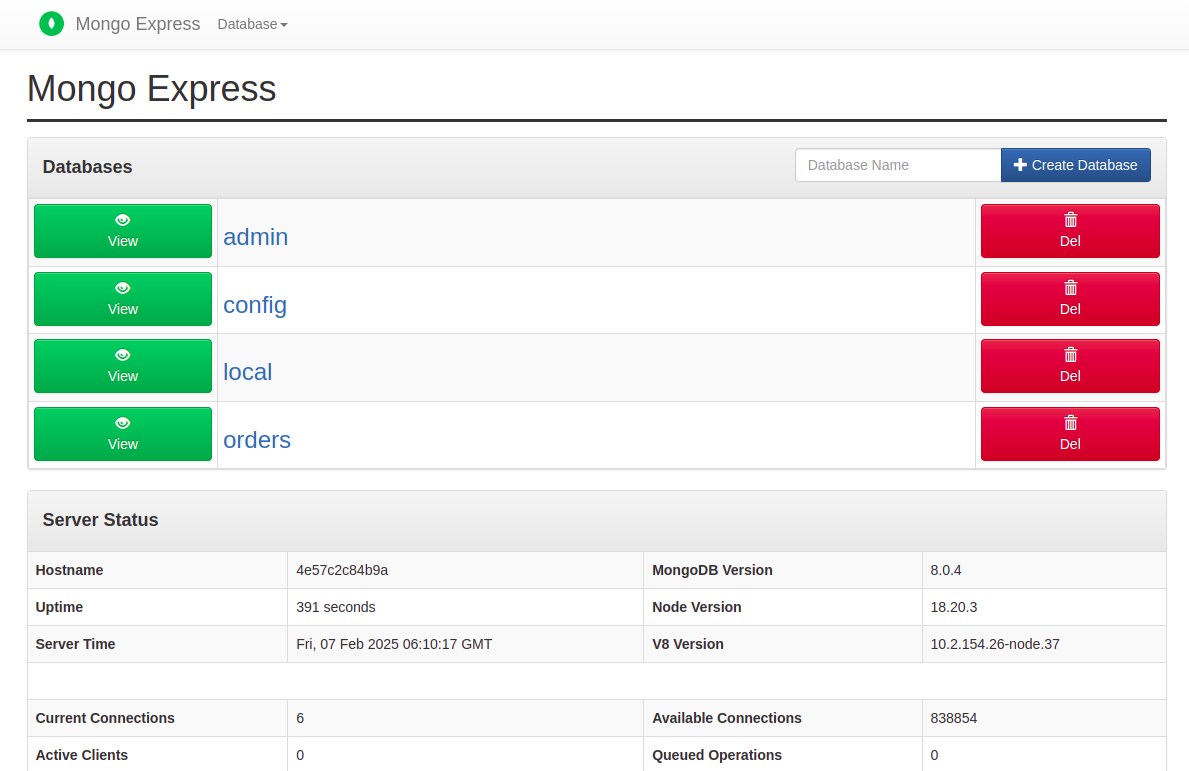 Mongo Express Database
Mongo Express
Databases Database Name Create Database
View admin Del
View config Del
View local Del
View orders Del
Server Status
Hostname 4e57c2c84b9a MongoDB Version 8.0.4
Uptime 391 seconds Node Version 18.20.3
Server Time Fri, 07 Feb 2025 06:10:17 GMT V8 Version 10.2.154.26-node.37
Current Connections 6 Available Connections 838854
Active Clients 0 Queued Operations 0